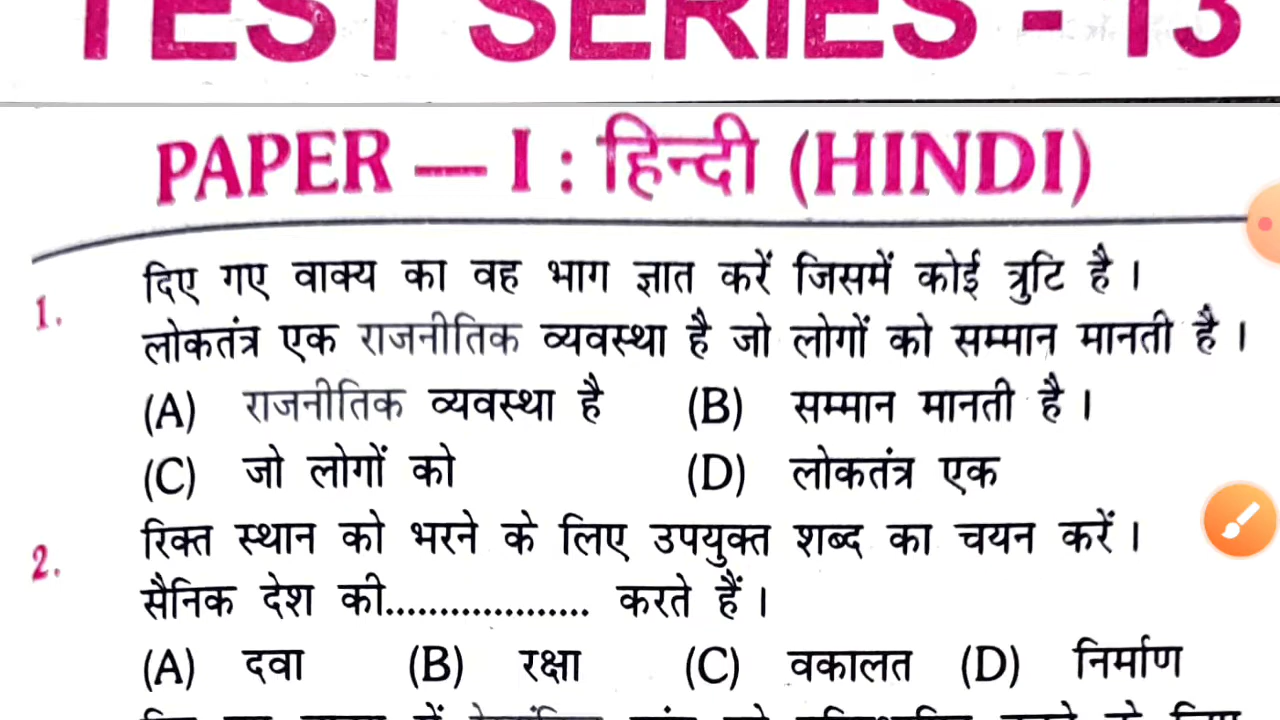 TEST SERIES - 13
PAPER — I : हिन्दी (HINDI)
1. दिए गए वाक्य का वह भाग ज्ञात करें जिसमें कोई त्रुटि है ।
लोकतंत्र एक राजनीतिक व्यवस्था है जो लोगों को सम्मान मानती है ।
(A) राजनीतिक व्यवस्था है (B) सम्मान मानती है ।
(C) जो लोगों को (D) लोकतंत्र एक
2. रिक्त स्थान को भरने के लिए उपयुक्त शब्द का चयन करें ।
सैनिक देश की................... करते हैं ।
(A) दवा (B) रक्षा (C) वकालत (D) निर्माण